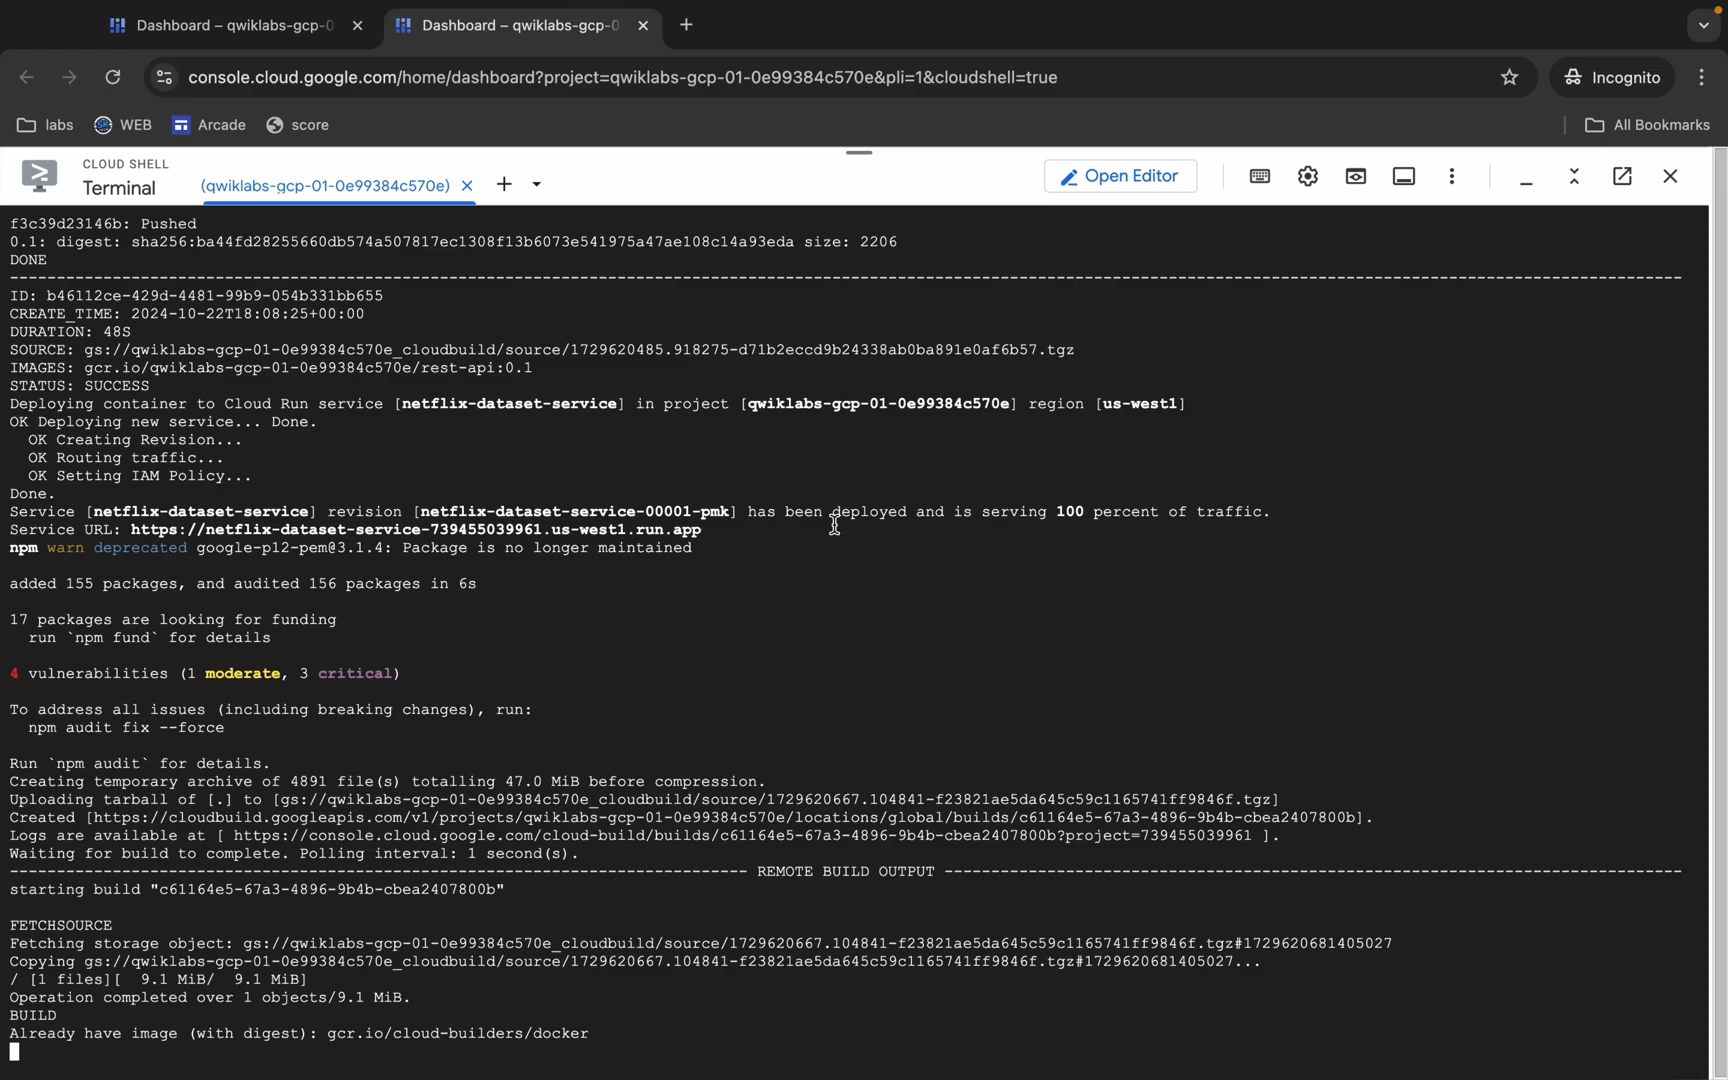 Dashboard – qwiklabs-gcp-0
Dashboard – qwiklabs-gcp-0
console.cloud.google.com/home/dashboard?project=qwiklabs-gcp-01-0e99384c570e&pli=1&cloudshell=true
Incognito
labs
WEB
Arcade
score
All Bookmarks
CLOUD SHELL
Terminal
(qwiklabs-gcp-01-0e99384c570e)
Open Editor
f3c39d23146b: Pushed
0.1: digest: sha256:ba44fd28255660db574a507817ec1308f13b6073e541975a47ae108c14a93eda size: 2206
DONE
ID: b46112ce-429d-4481-99b9-054b331bb655
CREATE_TIME: 2024-10-22T18:08:25+00:00
DURATION: 48S
SOURCE: gs://qwiklabs-gcp-01-0e99384c570e_cloudbuild/source/1729620485.918275-d71b2eccd9b24338ab0ba891e0af6b57.tgz
IMAGES: gcr.io/qwiklabs-gcp-01-0e99384c570e/rest-api:0.1
STATUS: SUCCESS
Deploying container to Cloud Run service [netflix-dataset-service] in project [qwiklabs-gcp-01-0e99384c570e] region [us-west1]
OK Deploying new service... Done.
OK Creating Revision...
OK Routing traffic...
OK Setting IAM Policy...
Done.
Service [netflix-dataset-service] revision [netflix-dataset-service-00001-pmk] has been deployed and is serving 100 percent of traffic.
Service URL: https://netflix-dataset-service-739455039961.us-west1.run.app
npm warn deprecated google-p12-pem@3.1.4: Package is no longer maintained
added 155 packages, and audited 156 packages in 6s
17 packages are looking for funding
run `npm fund` for details
4 vulnerabilities (1 moderate, 3 critical)
To address all issues (including breaking changes), run:
npm audit fix --force
Run `npm audit` for details.
Creating temporary archive of 4891 file(s) totalling 47.0 MiB before compression.
Uploading tarball of [.] to [gs://qwiklabs-gcp-01-0e99384c570e_cloudbuild/source/1729620667.104841-f23821ae5da645c59c1165741ff9846f.tgz]
Created [https://cloudbuild.googleapis.com/v1/projects/qwiklabs-gcp-01-0e99384c570e/locations/global/builds/c61164e5-67a3-4896-9b4b-cbea2407800b].
Logs are available at [ https://console.cloud.google.com/cloud-build/builds/c61164e5-67a3-4896-9b4b-cbea2407800b?project=739455039961 ].
Waiting for build to complete. Polling interval: 1 second(s).
REMOTE BUILD OUTPUT
starting build "c61164e5-67a3-4896-9b4b-cbea2407800b"
FETCHSOURCE
Fetching storage object: gs://qwiklabs-gcp-01-0e99384c570e_cloudbuild/source/1729620667.104841-f23821ae5da645c59c1165741ff9846f.tgz#1729620681405027
Copying gs://qwiklabs-gcp-01-0e99384c570e_cloudbuild/source/1729620667.104841-f23821ae5da645c59c1165741ff9846f.tgz#1729620681405027...
/ [1 files][  9.1 MiB/  9.1 MiB]
Operation completed over 1 objects/9.1 MiB.
BUILD
Already have image (with digest): gcr.io/cloud-builders/docker